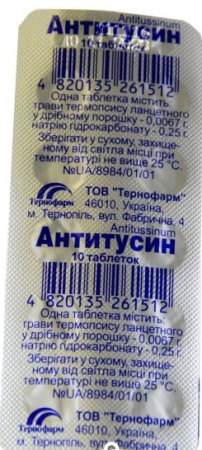 Antitussinum
10 таблеток
4 820135 261512
Одна таблетка містить:
трави термопсису ланцетного
у дрібному порошку - 0,0067 г
натрію гідрокарбонату - 0,25 г.
Зберігати у сухому, захище-
ному від світла місці при
температурі не вище 25 °С.
№UA/8984/01/01
Тернофарм
ТОВ "Тернофарм"
46010, Україна,
м. Тернопіль, вул. Фабрична, 4
Antitussinum
АНТИТУСИН
10 таблеток
4 820135 261512
Одна таблетка містить:
трави термопсису ланцетного
у дрібному порошку - 0,0067 г
натрію гідрокарбонату - 0,25 г.
Зберігати у сухому, захище-
ному від світла місці при
температурі не вище 25 °С.
№UA/8984/01/01
Тернофарм
ТОВ "Тернофарм"
46010, Україна,
м. Тернопіль, вул. Фабрична, 4